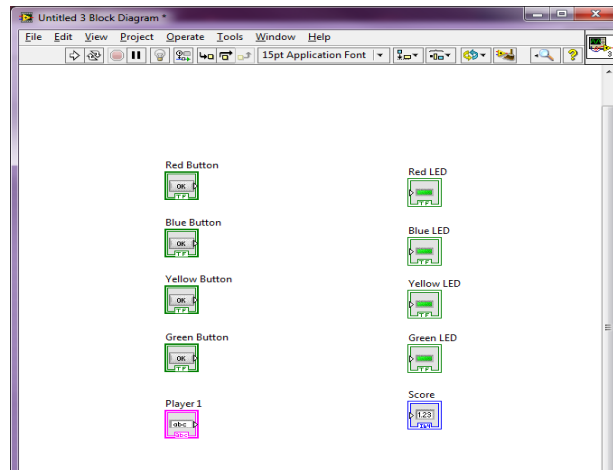 Untitled 3 Block Diagram *
File Edit View Project Operate Tools Window Help
15pt Application Font
3
Red Button
OK
TF
Red LED
TF
Blue Button
OK
TF
Blue LED
TF
Yellow Button
OK
TF
Yellow LED
TF
Green Button
OK
TF
Green LED
TF
Player 1
abc
abc
Score
1.23